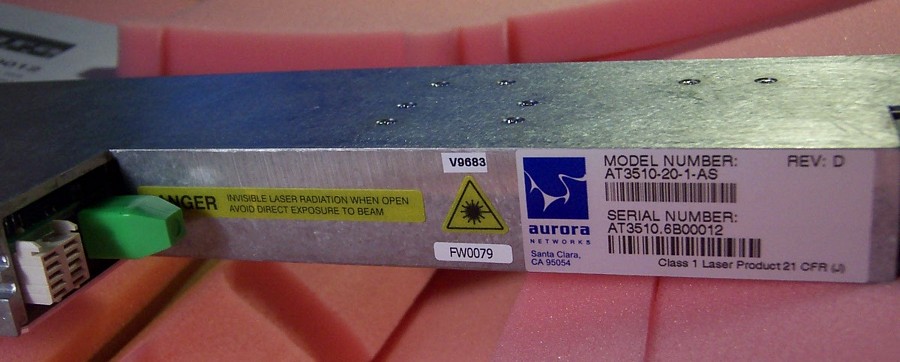 V9683
INVISIBLE LASER RADIATION WHEN OPEN
AVOID DIRECT EXPOSURE TO BEAM
FW0079
aurora
NETWORKS
Santa Clara,
CA 95054
MODEL NUMBER: REV: D
AT3510-20-1-AS
SERIAL NUMBER:
AT3510.6B00012
Class 1 Laser Product 21 CFR (J)